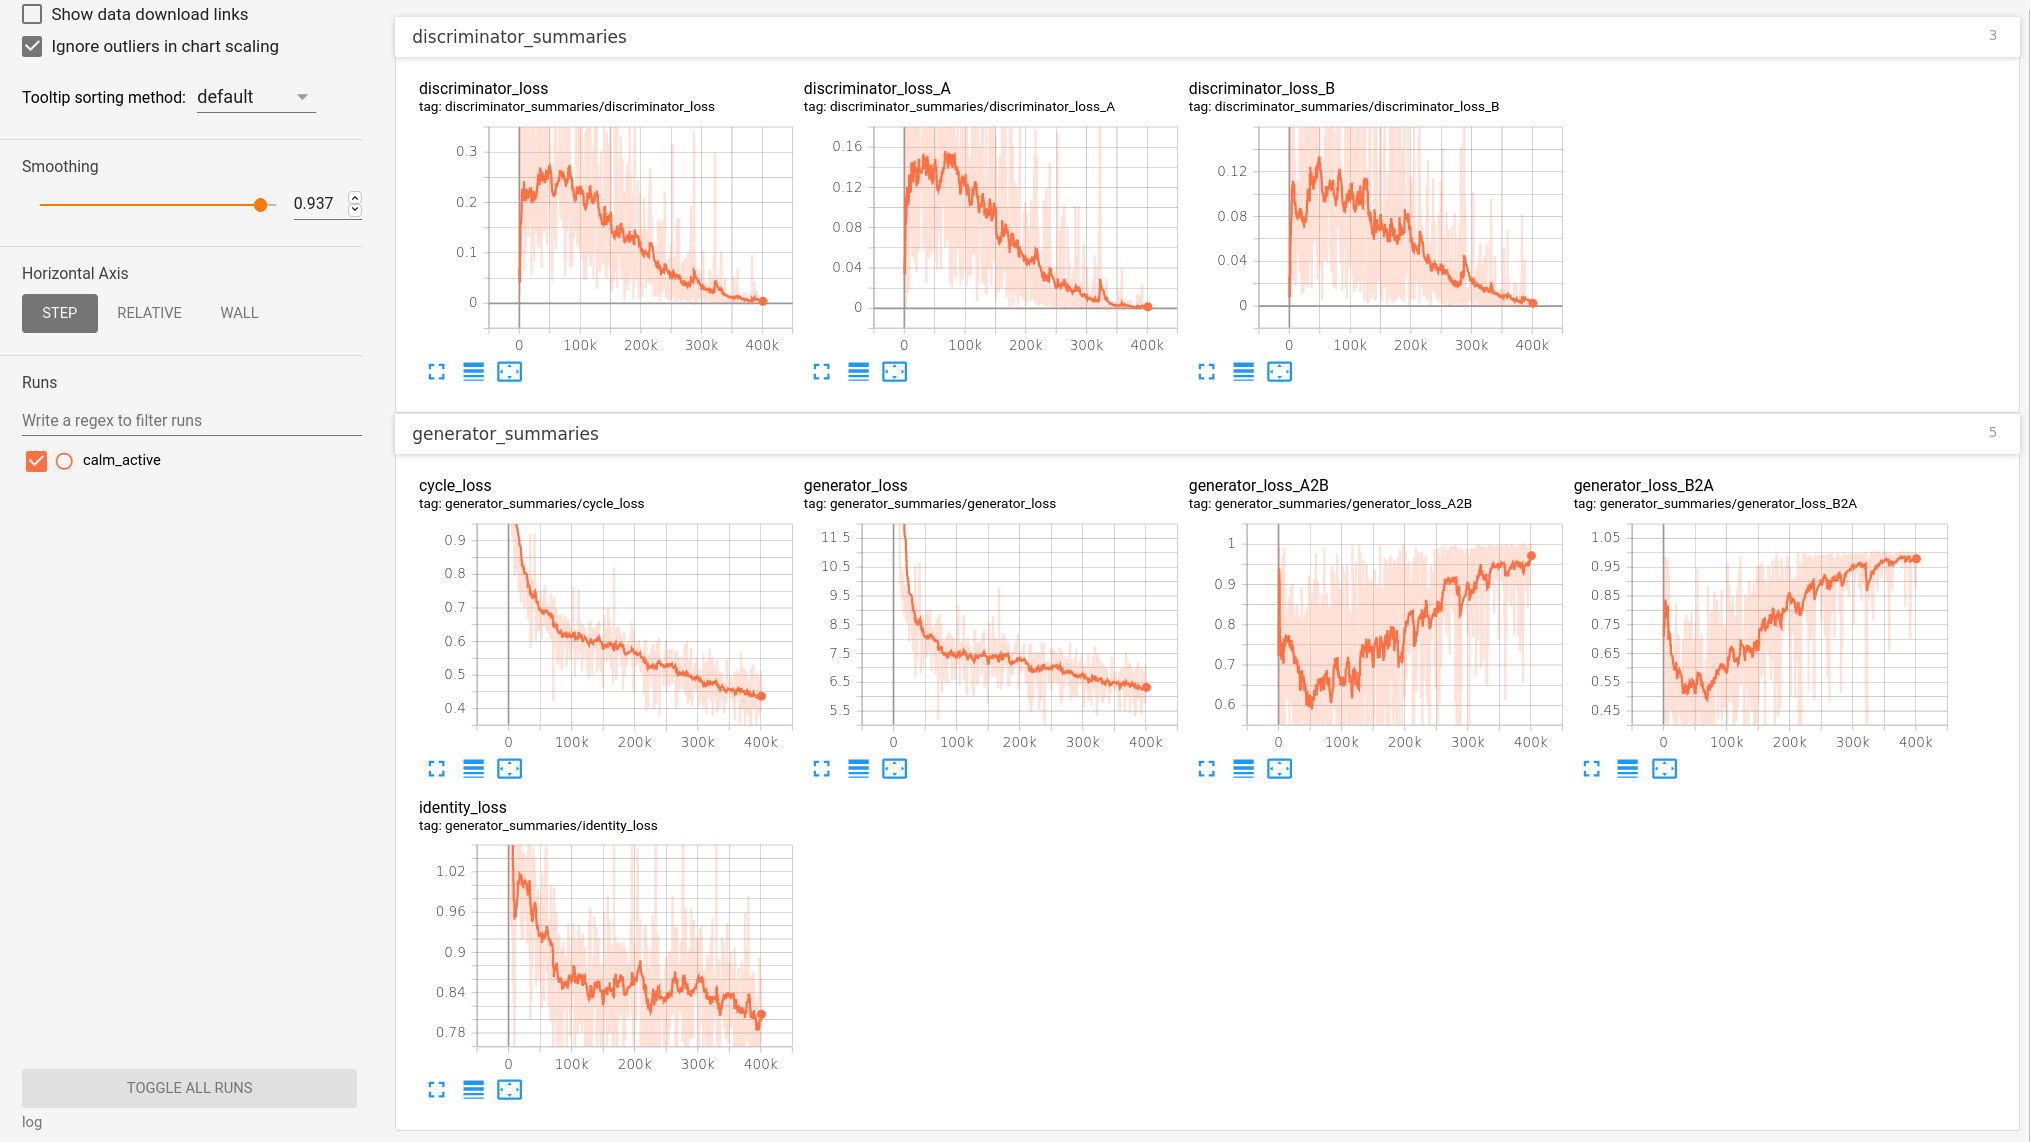 Show data download links
Ignore outliers in chart scaling
Tooltip sorting method: default
Smoothing
0.937
Horizontal Axis
STEP RELATIVE WALL
Runs
Write a regex to filter runs
calm_active
TOGGLE ALL RUNS
log
discriminator_summaries 3
discriminator_loss
tag: discriminator_summaries/discriminator_loss
0.3
0.2
0.1
0
0 100k 200k 300k 400k
discriminator_loss_A
tag: discriminator_summaries/discriminator_loss_A
0.16
0.12
0.08
0.04
0
0 100k 200k 300k 400k
discriminator_loss_B
tag: discriminator_summaries/discriminator_loss_B
0.12
0.08
0.04
0
0 100k 200k 300k 400k
generator_summaries 5
cycle_loss
tag: generator_summaries/cycle_loss
0.9
0.8
0.7
0.6
0.5
0.4
0 100k 200k 300k 400k
generator_loss
tag: generator_summaries/generator_loss
11.5
10.5
9.5
8.5
7.5
6.5
5.5
0 100k 200k 300k 400k
generator_loss_A2B
tag: generator_summaries/generator_loss_A2B
1
0.9
0.8
0.7
0.6
0 100k 200k 300k 400k
generator_loss_B2A
tag: generator_summaries/generator_loss_B2A
1.05
0.95
0.85
0.75
0.65
0.55
0.45
0 100k 200k 300k 400k
identity_loss
tag: generator_summaries/identity_loss
1.02
0.96
0.9
0.84
0.78
0 100k 200k 300k 400k